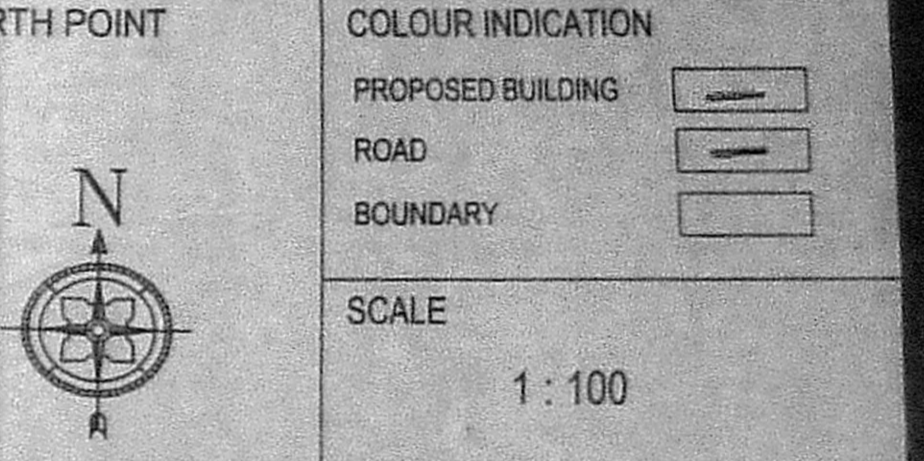 RTH POINT
N
COLOUR INDICATION
PROPOSED BUILDING
ROAD
BOUNDARY
SCALE
1 : 100